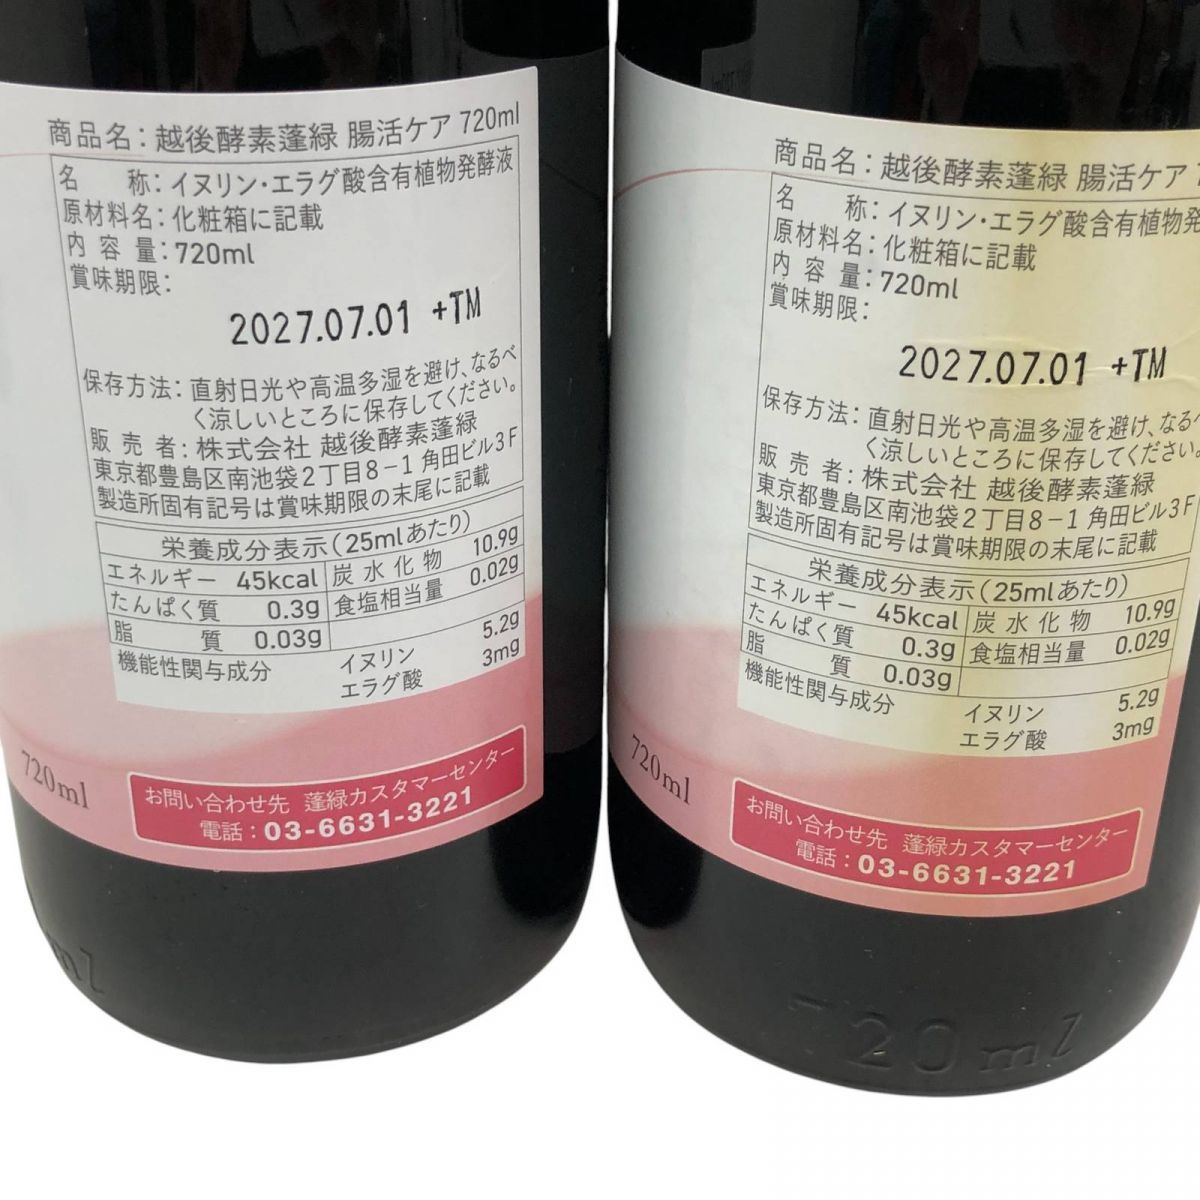 商品名：越後酵素蓬緑 腸活ケア 720ml
名　　称：イヌリン・エラグ酸含有植物発酵液
原材料名：化粧箱に記載
内 容 量：720ml
賞味期限：
2027.07.01 +TM
保存方法：直射日光や高温多湿を避け、なるべ
く涼しいところに保存してください。
販 売 者：株式会社 越後酵素蓬緑
東京都豊島区南池袋2丁目8-1 角田ビル3F
製造所固有記号は賞味期限の末尾に記載
栄養成分表示(25mlあたり)
エネルギー 45kcal 炭水化物 10.9g
たんぱく質 0.3g 食塩相当量 0.02g
脂　　質 0.03g
機能性関与成分 イヌリン 5.2g
エラグ酸 3mg
720ml
お問い合わせ先 蓬緑カスタマーセンター
電話：03-6631-3221
ml
商品名：越後酵素蓬緑 腸活ケア
名　　称：イヌリン・エラグ酸含有植物発
原材料名：化粧箱に記載
内 容 量：720ml
賞味期限：
2027.07.01 +TM
保存方法：直射日光や高温多湿を避け、なるべ
く涼しいところに保存してください。
販 売 者：株式会社 越後酵素蓬緑
東京都豊島区南池袋2丁目8-1 角田ビル3F
製造所固有記号は賞味期限の末尾に記載
栄養成分表示(25mlあたり)
エネルギー 45kcal 炭水化物 10.9g
たんぱく質 0.3g 食塩相当量 0.02g
脂　　質 0.03g
機能性関与成分 イヌリン 5.2g
エラグ酸 3mg
720ml
お問い合わせ先 蓬緑カスタマーセンター
電話：03-6631-3221
720ml